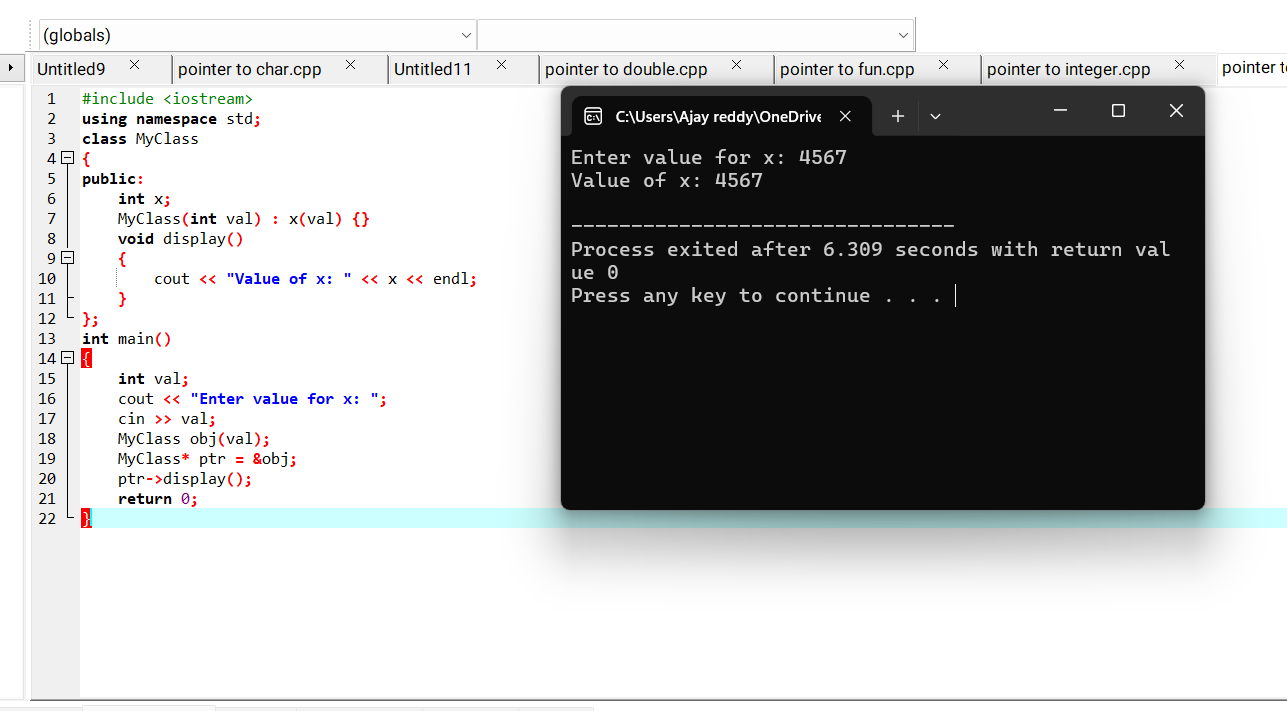 (globals)
Untitled9 pointer to char.cpp Untitled11 pointer to double.cpp pointer to fun.cpp pointer to integer.cpp pointer
1 #include <iostream>
2 using namespace std;
3 class MyClass
4 {
5 public:
6 int x;
7 MyClass(int val) : x(val) {}
8 void display()
9 {
10 cout << "Value of x: " << x << endl;
11 }
12 };
13 int main()
14 {
15 int val;
16 cout << "Enter value for x: ";
17 cin >> val;
18 MyClass obj(val);
19 MyClass* ptr = &obj;
20 ptr->display();
21 return 0;
22 }
C:\Users\Ajay reddy\OneDrive
Enter value for x: 4567
Value of x: 4567
--------------------------------
Process exited after 6.309 seconds with return val
ue 0
Press any key to continue . . .